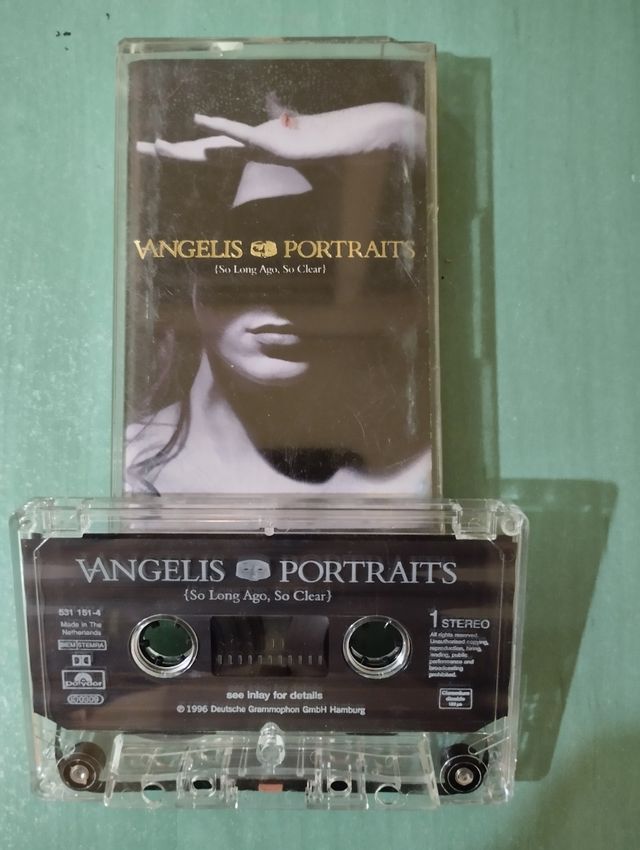 VANGELIS PORTRAITS
{So Long Ago, So Clear}
VANGELIS PORTRAITS
{So Long Ago, So Clear}
531 151-4
Made in The
Netherlands
BIEM/STEMRA
Polydor
1 STEREO
All rights reserved.
Unauthorised copying,
reproduction, hiring,
lending, public
performance and
broadcasting
prohibited.
see inlay for details
℗ 1996 Deutsche Grammophon GmbH Hamburg